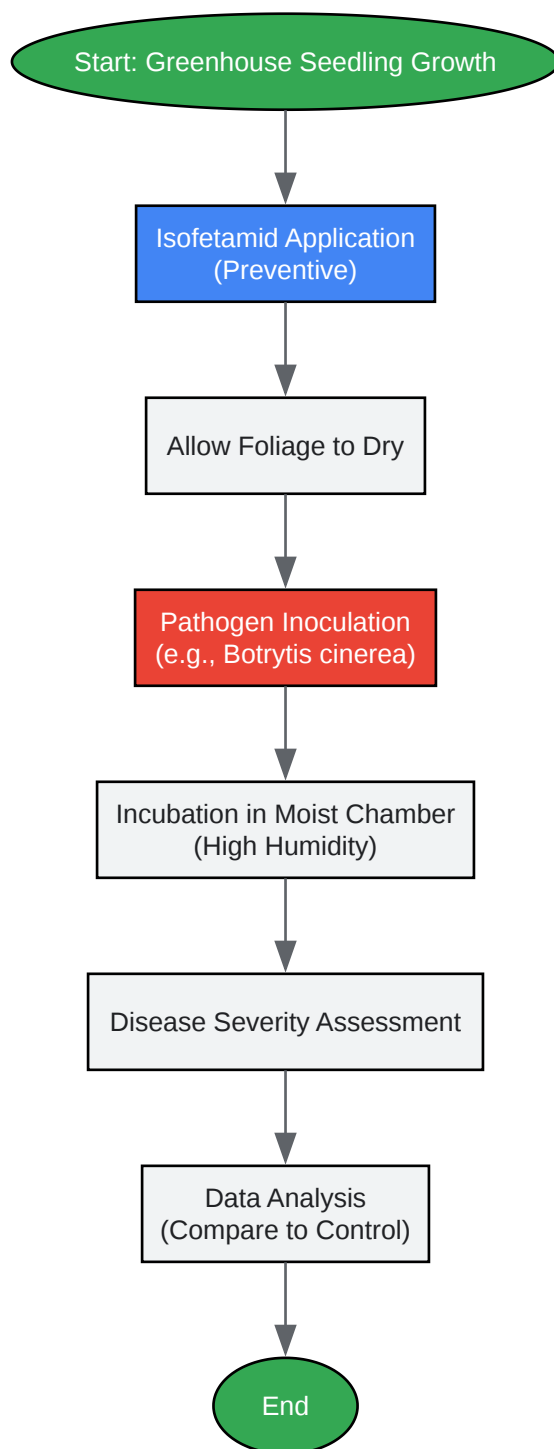 Start: Greenhouse Seedling Growth
Isofetamid Application
(Preventive)
Allow Foliage to Dry
Pathogen Inoculation
(e.g., Botrytis cinerea)
Incubation in Moist Chamber
(High Humidity)
Disease Severity Assessment
Data Analysis
(Compare to Control)
End